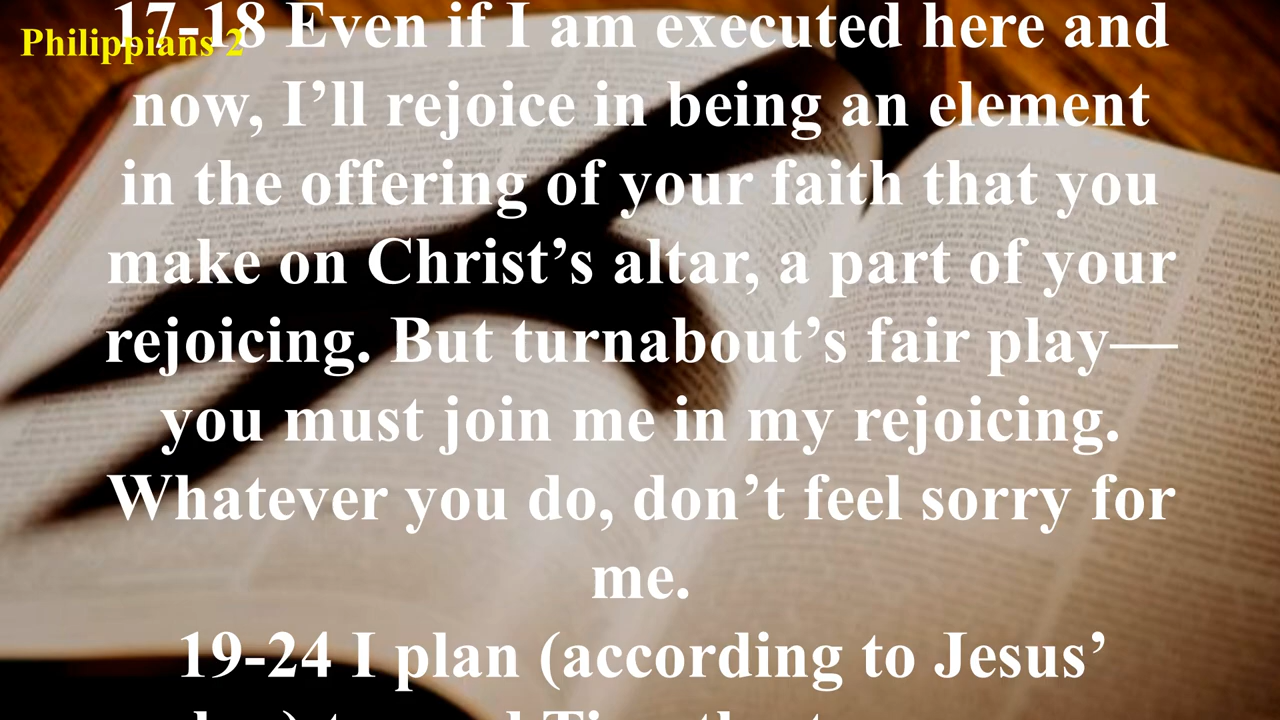 Philippians 2
17-18 Even if I am executed here and
now, I’ll rejoice in being an element
in the offering of your faith that you
make on Christ’s altar, a part of your
rejoicing. But turnabout’s fair play—
you must join me in my rejoicing.
Whatever you do, don’t feel sorry for
me.
19-24 I plan (according to Jesus’